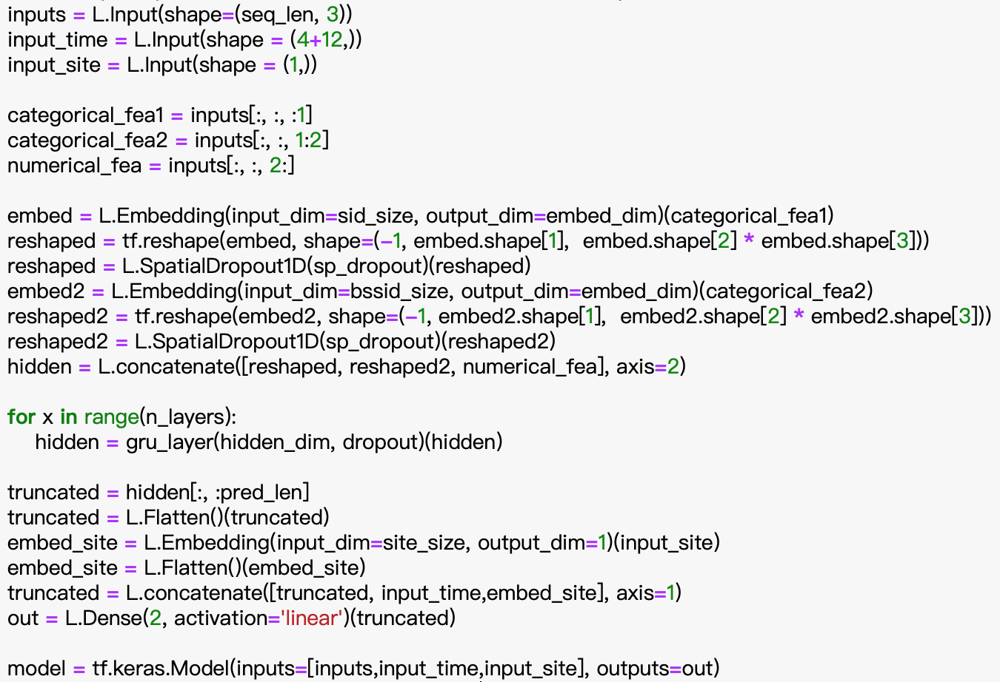 inputs = L.Input(shape=(seq_len, 3))
input_time = L.Input(shape = (4+12,))
input_site = L.Input(shape = (1,))
categorical_fea1 = inputs[:, :, :1]
categorical_fea2 = inputs[:, :, 1:2]
numerical_fea = inputs[:, :, 2:]
embed = L.Embedding(input_dim=sid_size, output_dim=embed_dim)(categorical_fea1)
reshaped = tf.reshape(embed, shape=(-1, embed.shape[1],  embed.shape[2] * embed.shape[3]))
reshaped = L.SpatialDropout1D(sp_dropout)(reshaped)
embed2 = L.Embedding(input_dim=bssid_size, output_dim=embed_dim)(categorical_fea2)
reshaped2 = tf.reshape(embed2, shape=(-1, embed2.shape[1],  embed2.shape[2] * embed2.shape[3]))
reshaped2 = L.SpatialDropout1D(sp_dropout)(reshaped2)
hidden = L.concatenate([reshaped, reshaped2, numerical_fea], axis=2)
for x in range(n_layers):
    hidden = gru_layer(hidden_dim, dropout)(hidden)
truncated = hidden[:, :pred_len]
truncated = L.Flatten()(truncated)
embed_site = L.Embedding(input_dim=site_size, output_dim=1)(input_site)
embed_site = L.Flatten()(embed_site)
truncated = L.concatenate([truncated, input_time,embed_site], axis=1)
out = L.Dense(2, activation='linear')(truncated)
model = tf.keras.Model(inputs=[inputs,input_time,input_site], outputs=out)